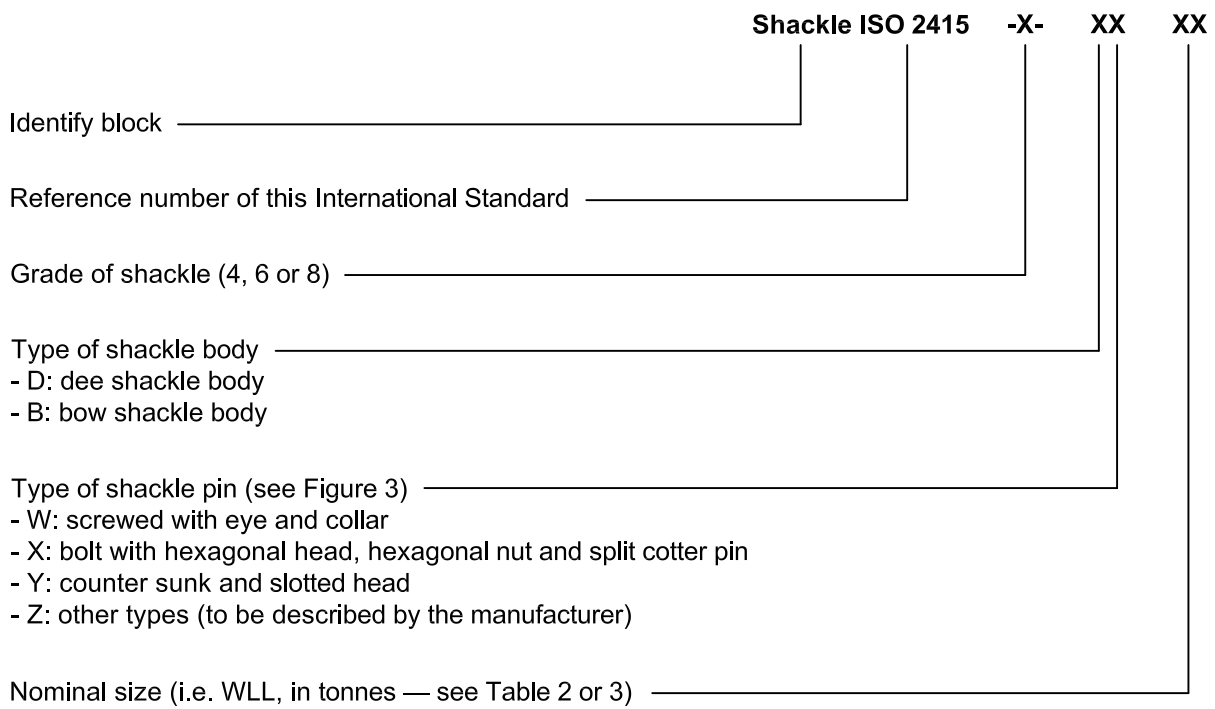 Shackle ISO 2415 -X- XX XX
Identify block
Reference number of this International Standard
Grade of shackle (4, 6 or 8)
Type of shackle body
- D: dee shackle body
- B: bow shackle body
Type of shackle pin (see Figure 3)
- W: screwed with eye and collar
- X: bolt with hexagonal head, hexagonal nut and split cotter pin
- Y: counter sunk and slotted head
- Z: other types (to be described by the manufacturer)
Nominal size (i.e. WLL, in tonnes — see Table 2 or 3)